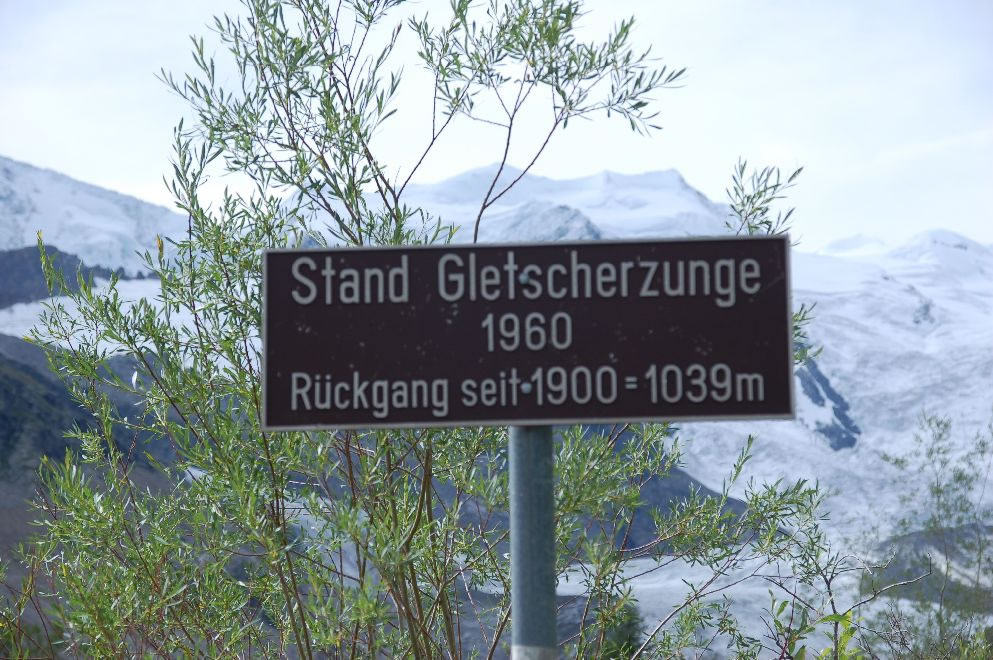 Stand Gletscherzunge
1960
Rückgang seit 1900 = 1039m